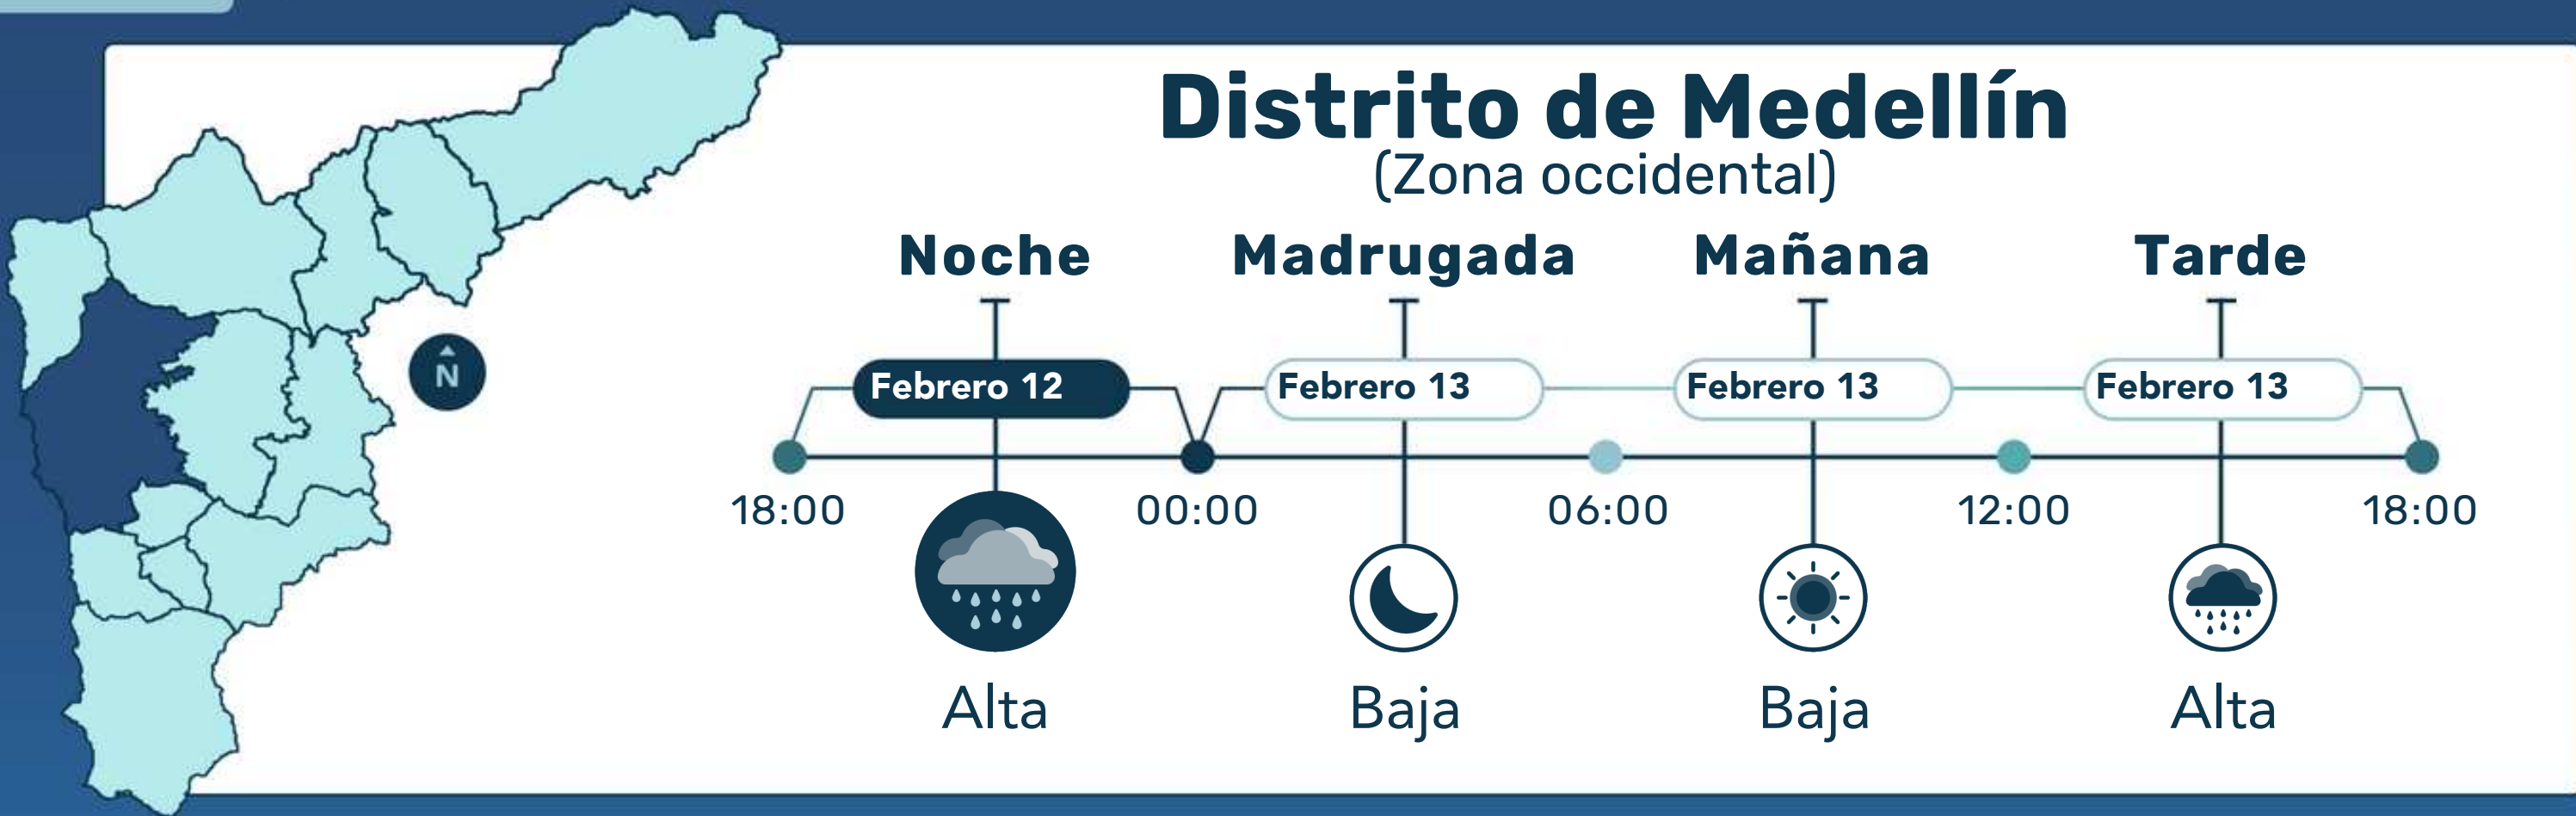 Distrito de Medellín
(Zona occidental)
Noche Madrugada Mañana Tarde
Febrero 12 Febrero 13 Febrero 13 Febrero 13
N
18:00 00:00 06:00 12:00 18:00
Alta Baja Baja Alta